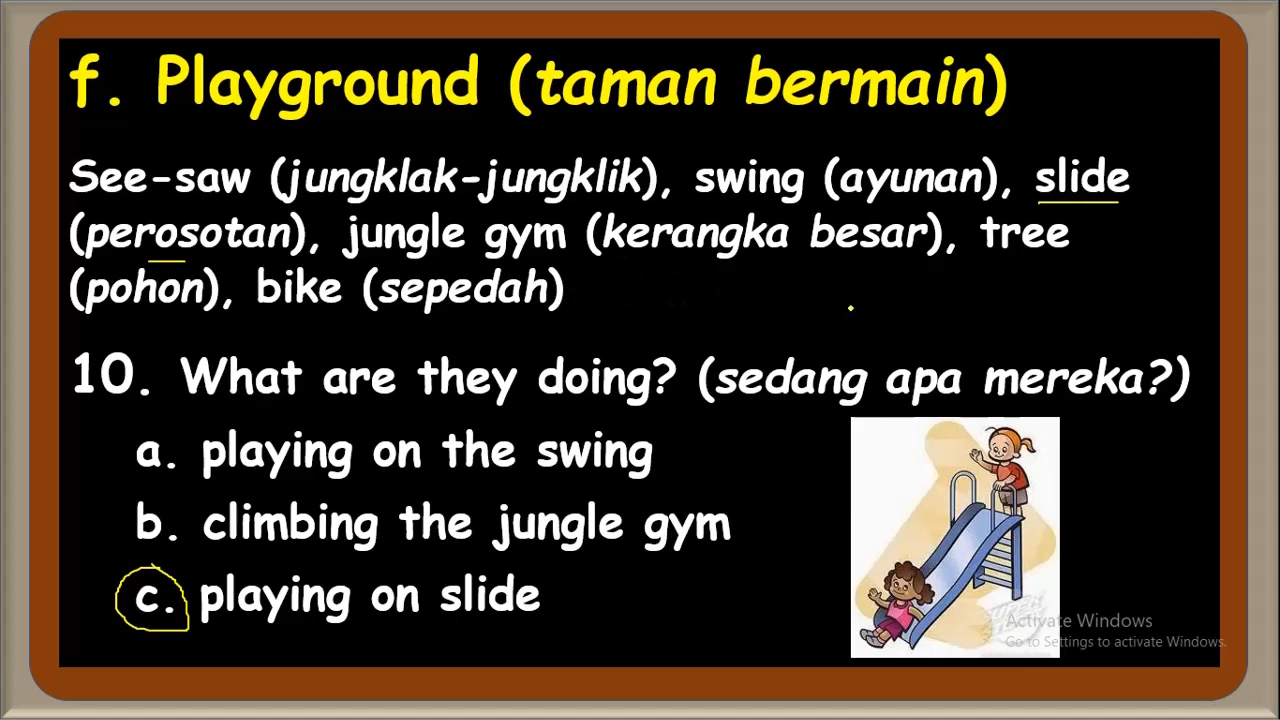 f. Playground (taman bermain)
See-saw (jungklak-jungklik), swing (ayunan), slide
(perosotan), jungle gym (kerangka besar), tree
(pohon), bike (sepedah)
10. What are they doing? (sedang apa mereka?)
a. playing on the swing
b. climbing the jungle gym
c. playing on slide
Activate Windows
Go to Settings to activate Windows.